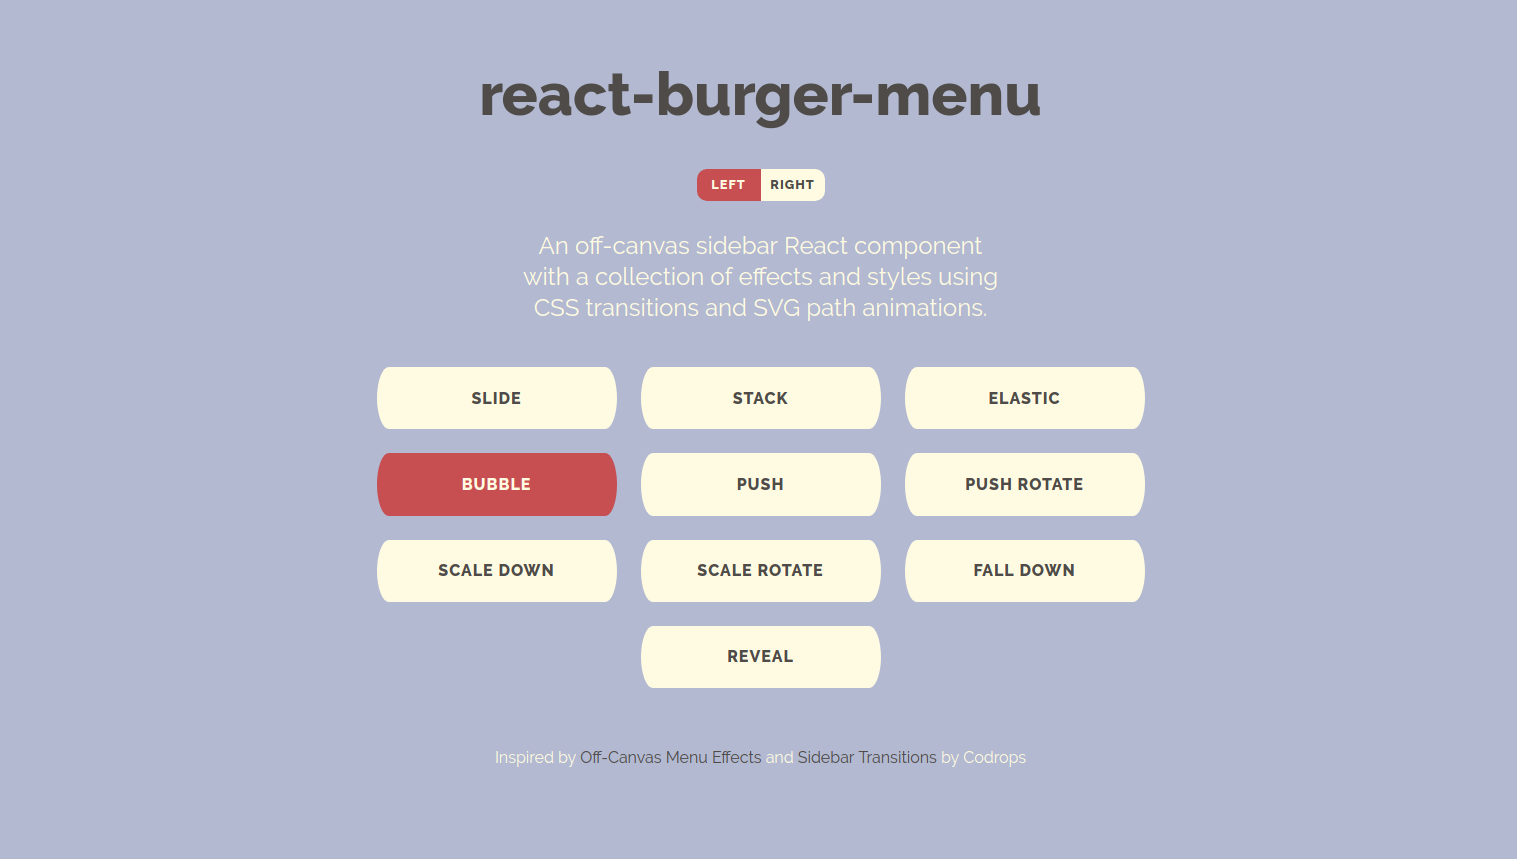 react-burger-menu
LEFT RIGHT
An off-canvas sidebar React component
with a collection of effects and styles using
CSS transitions and SVG path animations.
SLIDE STACK ELASTIC
BUBBLE PUSH PUSH ROTATE
SCALE DOWN SCALE ROTATE FALL DOWN
REVEAL
Inspired by Off-Canvas Menu Effects and Sidebar Transitions by Codrops